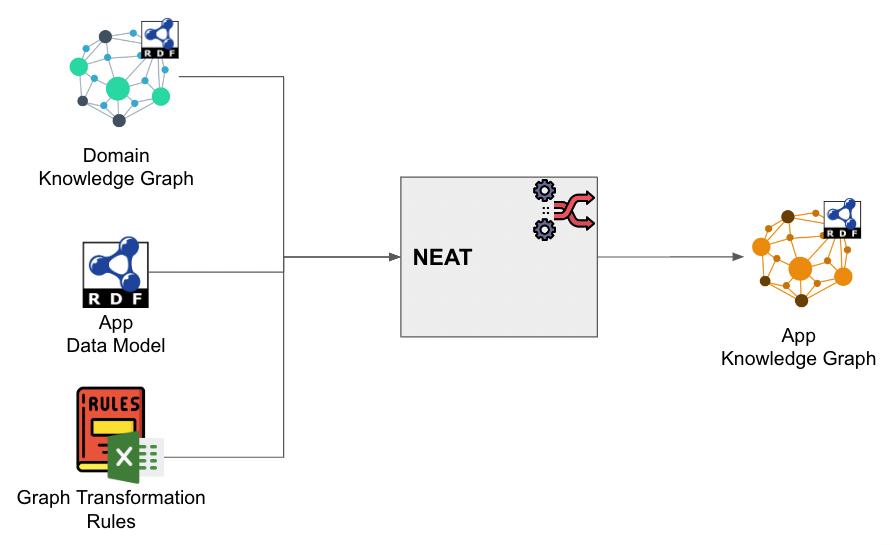 RDF
Domain
Knowledge Graph
RDF
App
Data Model
RULES
X
Graph Transformation
Rules
NEAT
RDF
App
Knowledge Graph